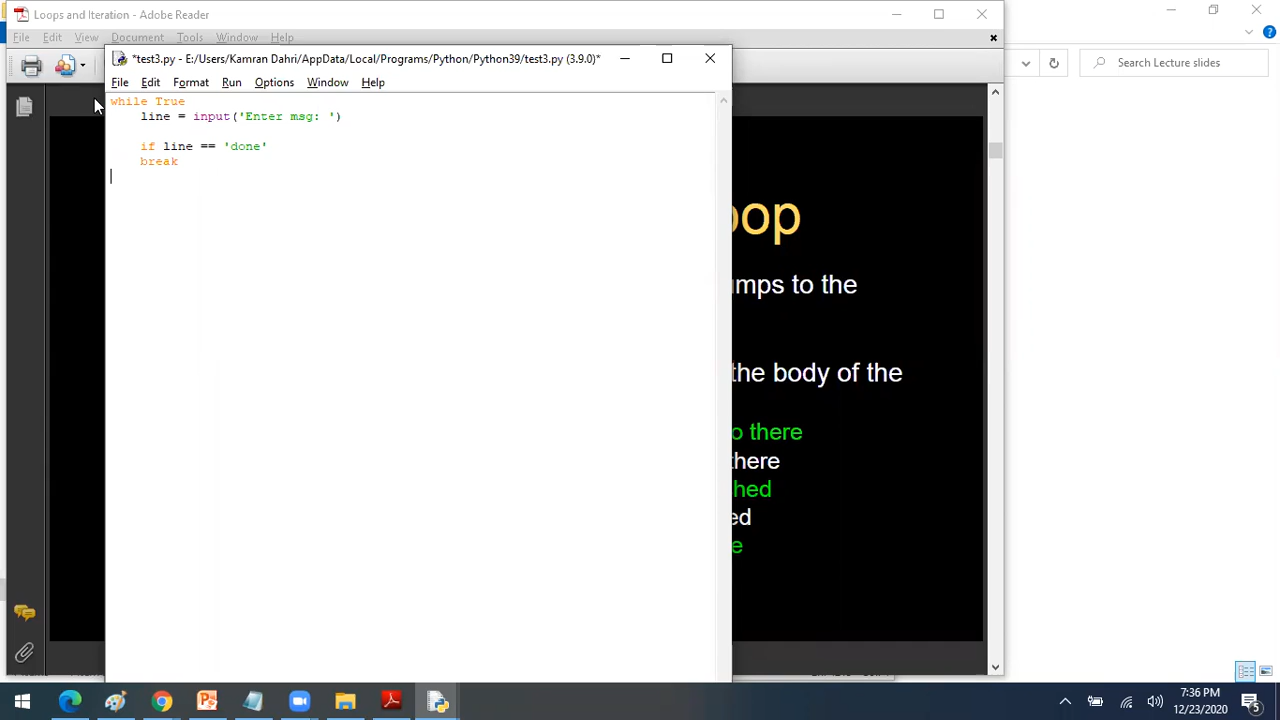 Loops and Iteration - Adobe Reader
File Edit View Document Tools Window Help
*test3.py - E:/Users/Kamran Dahri/AppData/Local/Programs/Python/Python39/test3.py (3.9.0)*
File Edit Format Run Options Window Help
Search Lecture slides
while True
line = input('Enter msg: ')
if line == 'done'
break
oop
umps to the
the body of the
o there
there
hed
ed
e
7:36 PM
12/23/2020
5